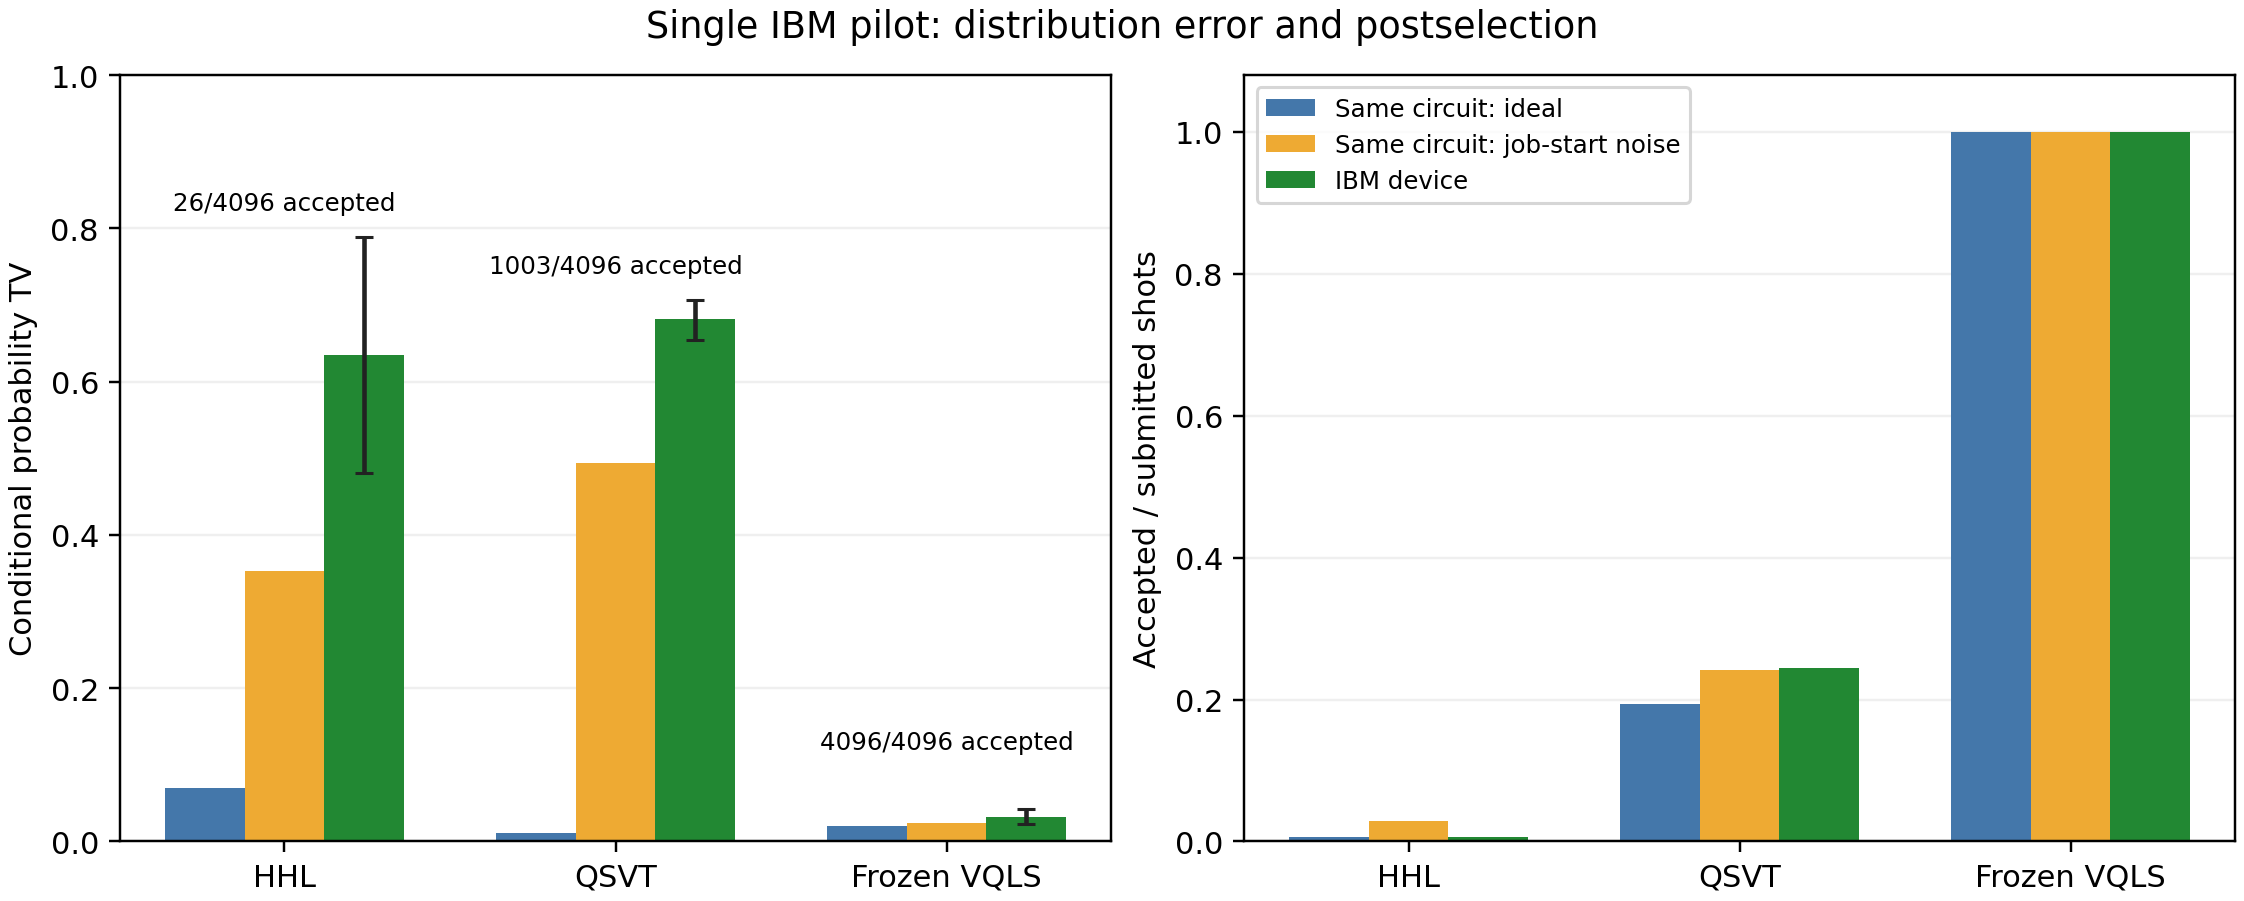 Single IBM pilot: distribution error and postselection
Conditional probability TV
1.0
0.8
0.6
0.4
0.2
0.0
26/4096 accepted
1003/4096 accepted
4096/4096 accepted
HHL
QSVT
Frozen VQLS
Accepted / submitted shots
1.0
0.8
0.6
0.4
0.2
0.0
Same circuit: ideal
Same circuit: job-start noise
IBM device
HHL
QSVT
Frozen VQLS